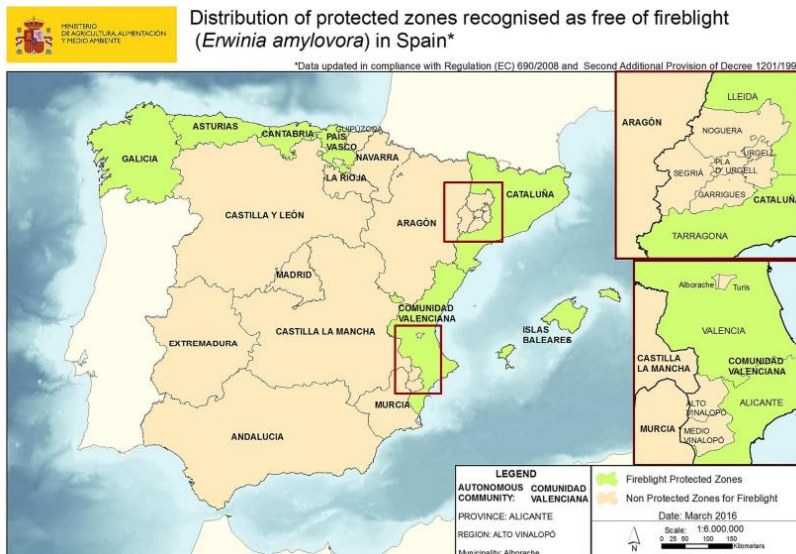 MINISTERIO
DE AGRICULTURA, ALIMENTACIÓN
Y MEDIO AMBIENTE
Distribution of protected zones recognised as free of fireblight
(Erwinia amylovora) in Spain*
*Data updated in compliance with Regulation (EC) 690/2008 and Second Additional Provision of Decree 1201/199
GALICIA
ASTURIAS
CANTABRIA
PAÍS
VASCO
GUIPÚZCOA
NAVARRA
LA RIOJA
CASTILLA Y LEÓN
ARAGÓN
CATALUÑA
MADRID
EXTREMADURA
CASTILLA LA MANCHA
COMUNIDAD
VALENCIANA
ISLAS
BALEARES
MURCIA
ANDALUCIA
LLEIDA
ARAGÓN
NOGUERA
URGELL
SEGRIÁ
PLA
D' URGELL
GARRIGUES
CATALUÑA
TARRAGONA
Alborache
Turis
VALENCIA
CASTILLA
LA MANCHA
COMUNIDAD
VALENCIANA
ALTO
VINALOPÓ
ALICANTE
MURCIA
MEDIO
VINALOPÓ
LEGEND
AUTONOMOUS COMMUNITY: COMUNIDAD VALENCIANA
PROVINCE: ALICANTE
REGION: ALTO VINALOPÓ
Municipality: Alborache
Fireblight Protected Zones
Non Protected Zones for Fireblight
Date: March 2016
N
Scale: 1:6.000.000
0 25 50 100 150
Kilometers